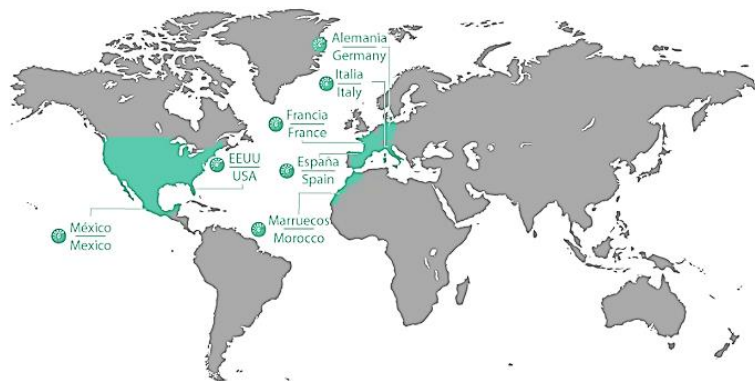 Alemania
Germany
Italia
Italy
Francia
France
EEUU
USA
España
Spain
Marruecos
Morocco
México
Mexico